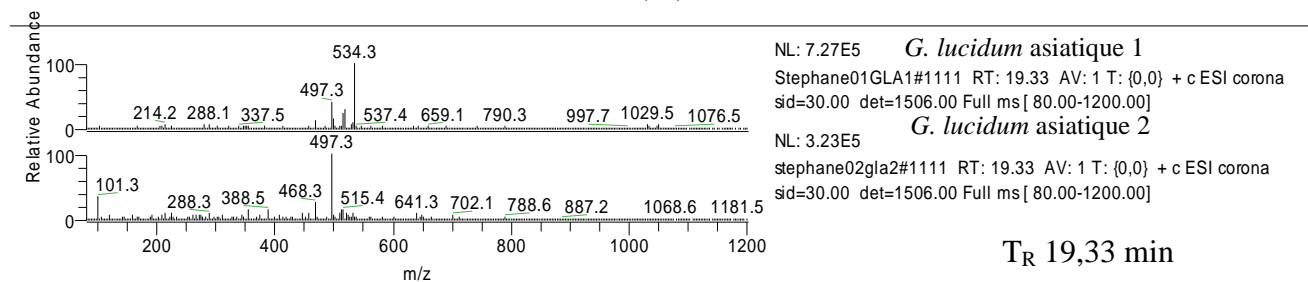 Relative Abundance
100
0
534.3
497.3
214.2 288.1 337.5 537.4 659.1 790.3 997.7 1029.5 1076.5
NL: 7.27E5 G. lucidum asiatique 1
Stephane01GLA1#1111 RT: 19.33 AV: 1 T: {0,0} + c ESI corona
sid=30.00 det=1506.00 Full ms [ 80.00-1200.00]
100
0
497.3
101.3 288.3 388.5 468.3 515.4 641.3 702.1 788.6 887.2 1068.6 1181.5
G. lucidum asiatique 2
NL: 3.23E5
stephane02gla2#1111 RT: 19.33 AV: 1 T: {0,0} + c ESI corona
sid=30.00 det=1506.00 Full ms [ 80.00-1200.00]
200 400 600 800 1000 1200
m/z
TR 19,33 min